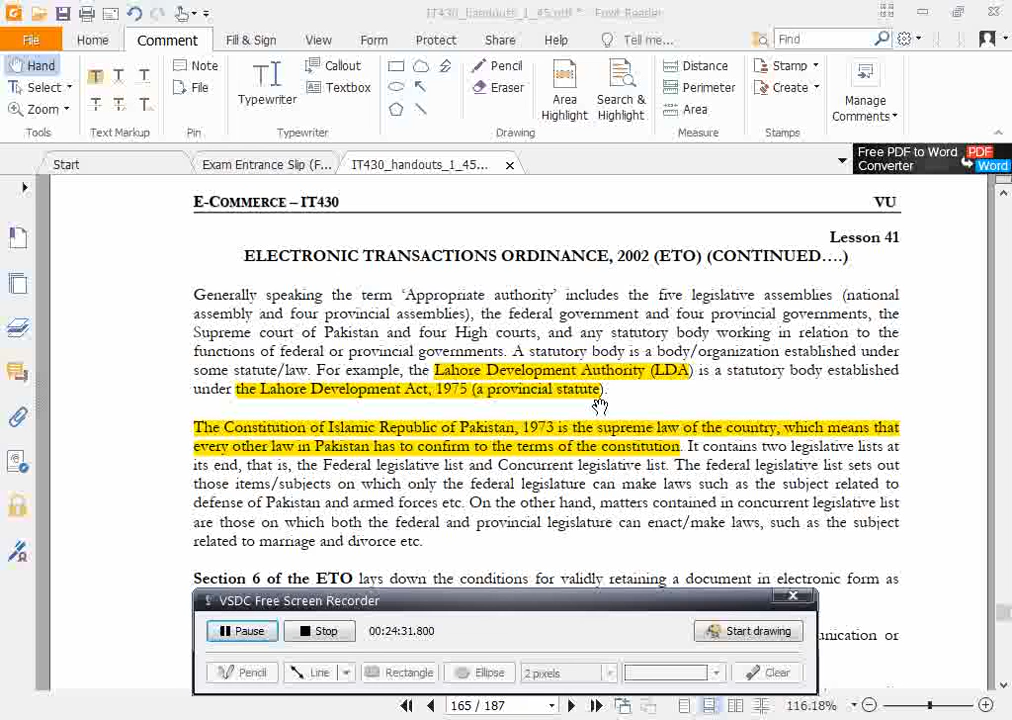 IT430_handouts_1_45.pdf * - Foxit Reader
File
Home
Comment
Fill & Sign
View
Form
Protect
Share
Help
Tell me...
Find
Hand
Select
Zoom
Tools
Text Markup
Note
File
Pin
Typewriter
Callout
Textbox
Typewriter
Pencil
Eraser
Drawing
Area
Highlight
Search &
Highlight
Distance
Perimeter
Area
Measure
Stamp
Create
Stamps
Manage
Comments
Start
Exam Entrance Slip (F...
IT430_handouts_1_45...
Free PDF to Word
Converter
PDF
Word
E-COMMERCE – IT430 VU
Lesson 41
ELECTRONIC TRANSACTIONS ORDINANCE, 2002 (ETO) (CONTINUED....)
Generally speaking the term ‘Appropriate authority’ includes the five legislative assemblies (national
assembly and four provincial assemblies), the federal government and four provincial governments, the
Supreme court of Pakistan and four High courts, and any statutory body working in relation to the
functions of federal or provincial governments. A statutory body is a body/organization established under
some statute/law. For example, the Lahore Development Authority (LDA) is a statutory body established
under the Lahore Development Act, 1975 (a provincial statute).
The Constitution of Islamic Republic of Pakistan, 1973 is the supreme law of the country, which means that
every other law in Pakistan has to confirm to the terms of the constitution. It contains two legislative lists at
its end, that is, the Federal legislative list and Concurrent legislative list. The federal legislative list sets out
those items/subjects on which only the federal legislature can make laws such as the subject related to
defense of Pakistan and armed forces etc. On the other hand, matters contained in concurrent legislative list
are those on which both the federal and provincial legislature can enact/make laws, such as the subject
related to marriage and divorce etc.
Section 6 of the ETO lays down the conditions for validly retaining a document in electronic form as
VSDC Free Screen Recorder
Pause
Stop
00:24:31.800
Start drawing
unication or
Pencil
Line
Rectangle
Ellipse
2 pixels
Clear
165 / 187
116.18%